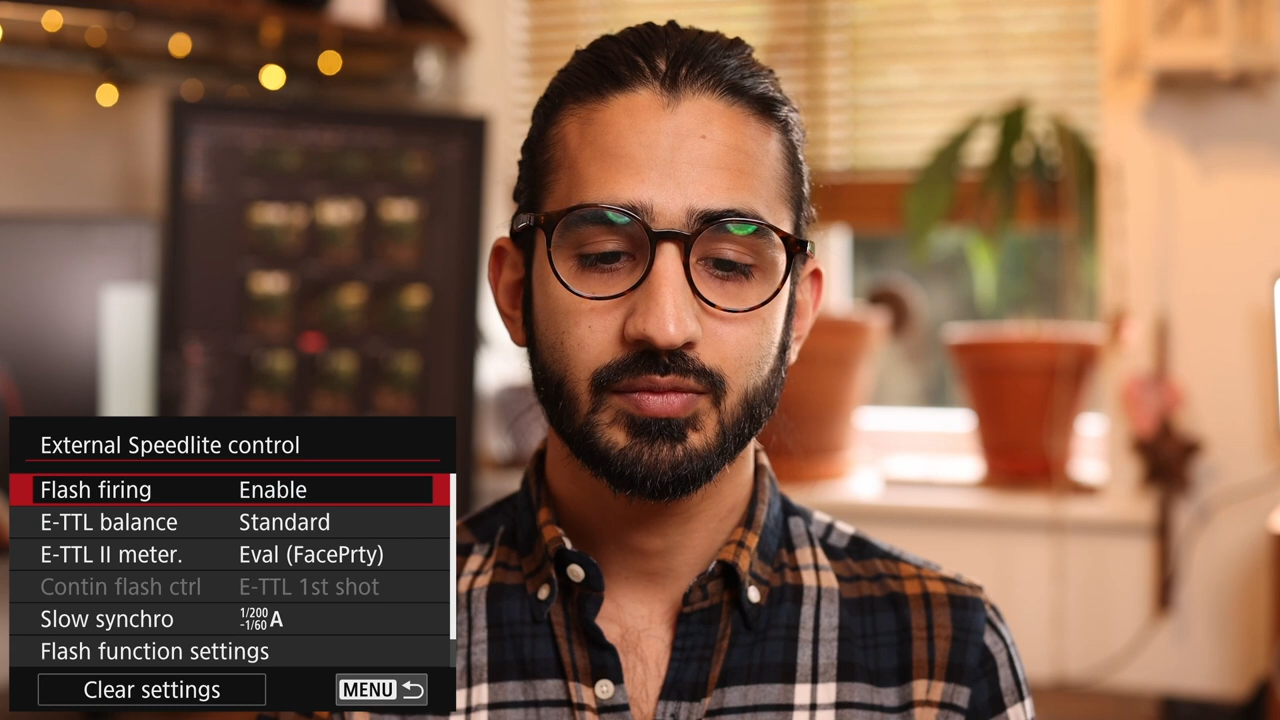 External Speedlite control
Flash firing Enable
E-TTL balance Standard
E-TTL II meter. Eval (FacePrty)
Contin flash ctrl E-TTL 1st shot
Slow synchro 1/200-1/60 A
Flash function settings
Clear settings MENU